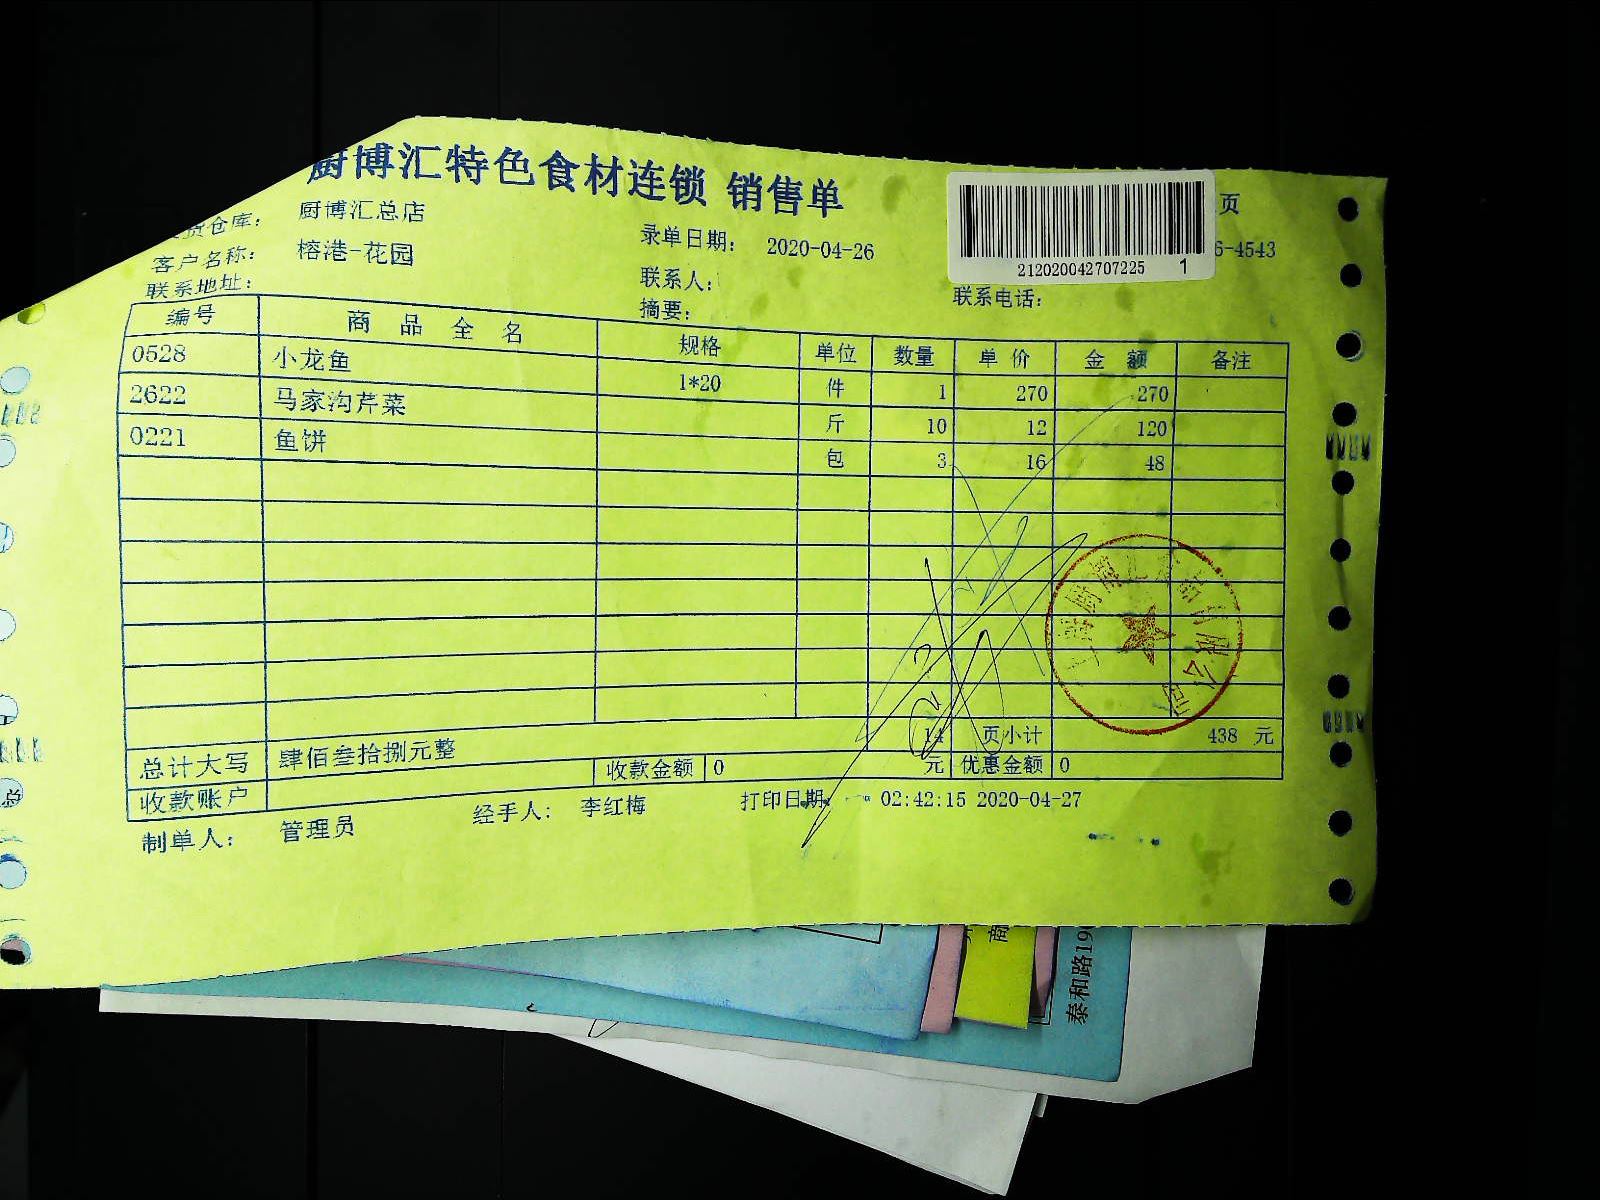 厨博汇特色食材连锁 销售单
页
货仓库： 厨博汇总店
录单日期： 2020-04-26
6-4543
212020042707225 1
客户名称： 榕港-花园
联系人：
联系电话：
联系地址：
摘要：
编号 商品全名 规格 单位 数量 单价 金额 备注
0528 小龙鱼 1*20 件 1 270 270
2622 马家沟芹菜 斤 10 12 120
0221 鱼饼 包 3 16 48
14 页小计 438 元
总计大写 肆佰叁拾捌元整 收款金额 0 元 优惠金额 0
收款账户
制单人： 管理员 经手人： 李红梅 打印日期 02:42:15 2020-04-27
商
泰和路19
总